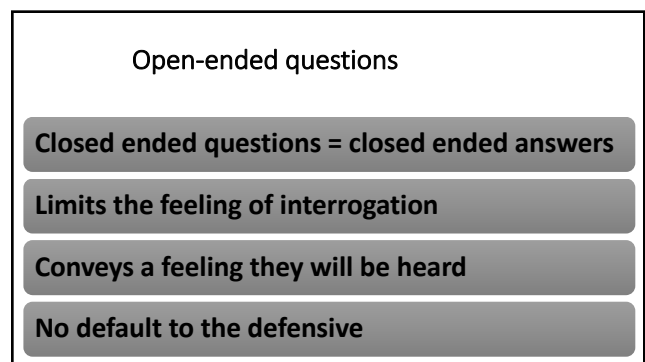 Open-ended questions
Closed ended questions = closed ended answers
Limits the feeling of interrogation
Conveys a feeling they will be heard
No default to the defensive